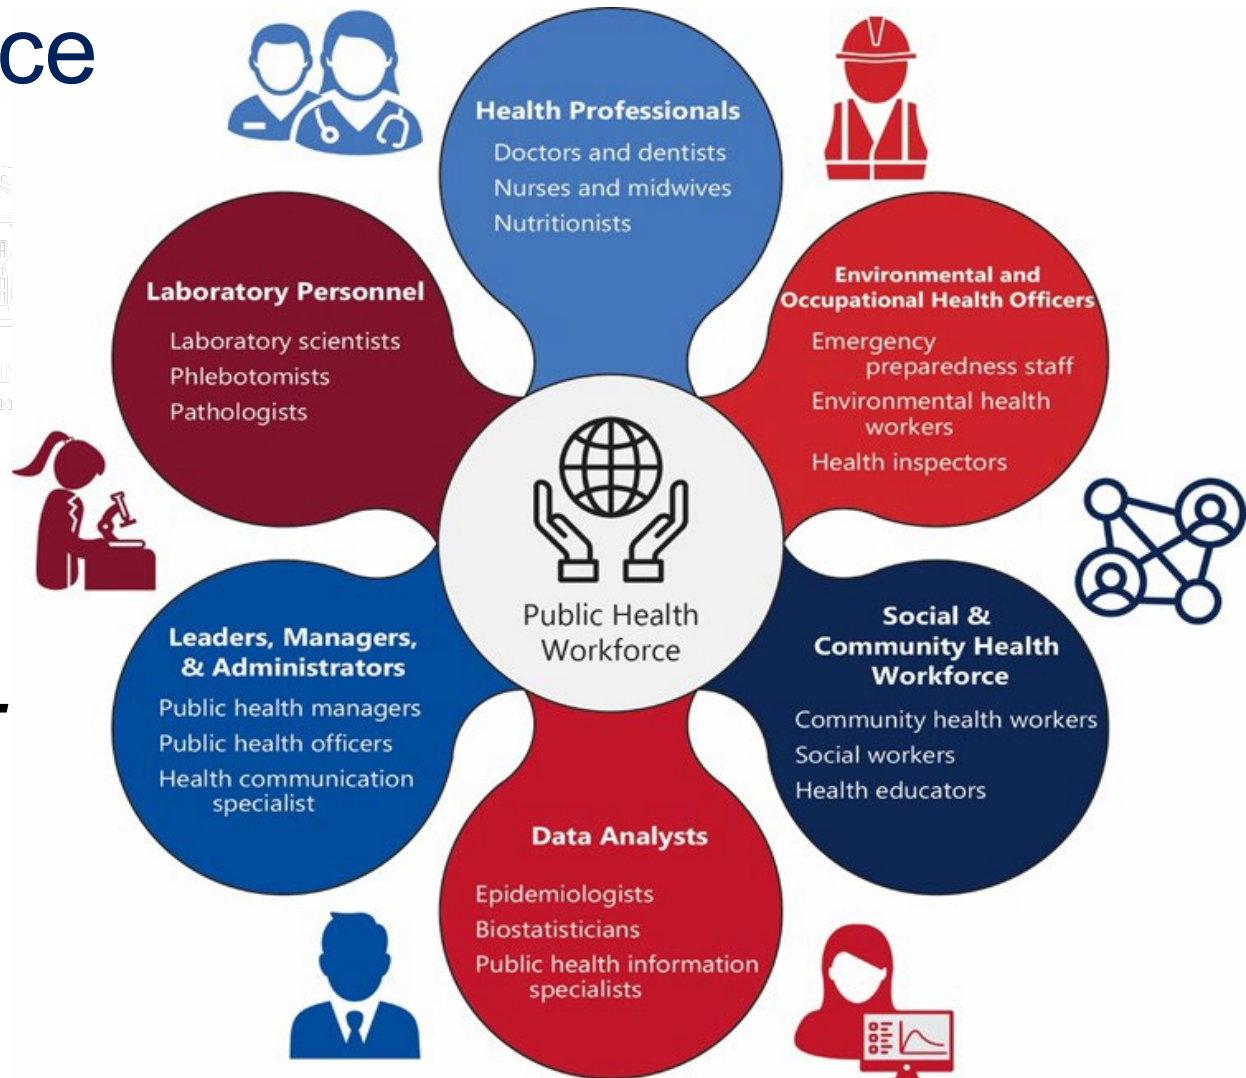 ce
Health Professionals
Doctors and dentists
Nurses and midwives
Nutritionists
Environmental and
Occupational Health Officers
Emergency
preparedness staff
Environmental health
workers
Health inspectors
Social &
Community Health
Workforce
Community health workers
Social workers
Health educators
Data Analysts
Epidemiologists
Biostatisticians
Public health information
specialists
Leaders, Managers,
& Administrators
Public health managers
Public health officers
Health communication
specialist
Laboratory Personnel
Laboratory scientists
Phlebotomists
Pathologists
Public Health
Workforce